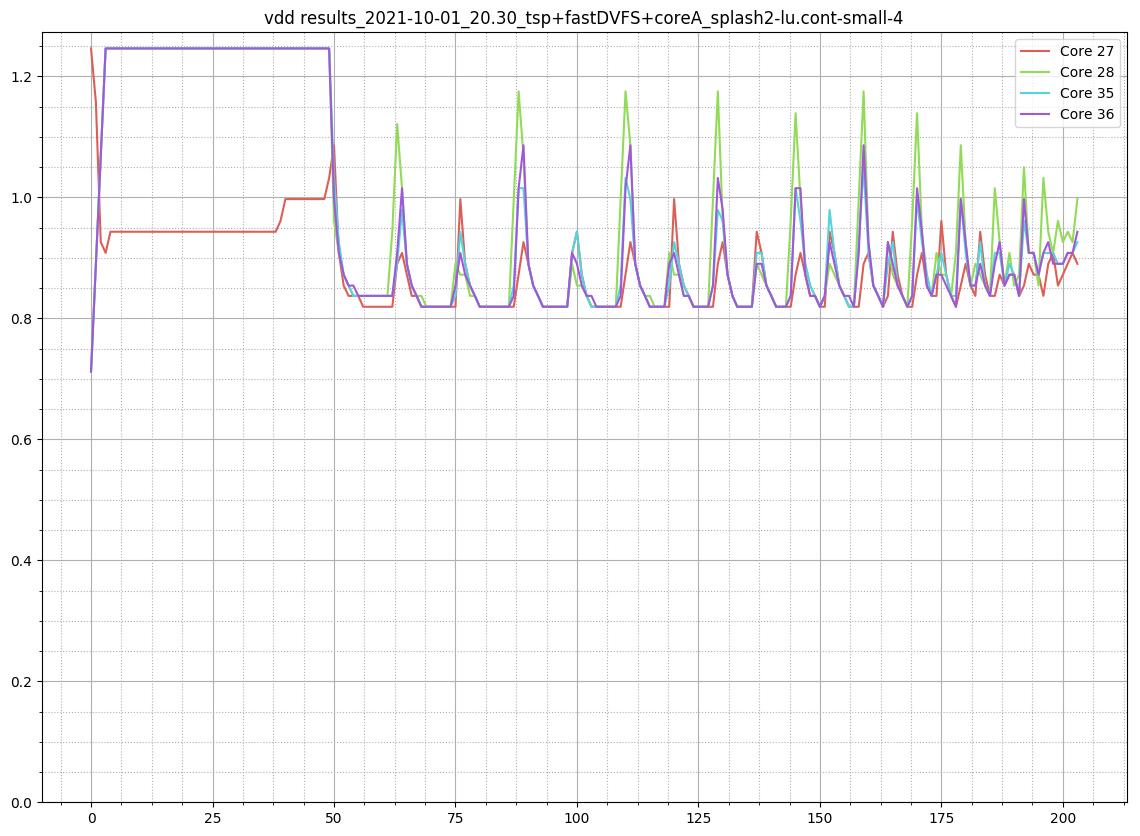 vdd results_2021-10-01_20.30_tsp+fastDVFS+coreA_splash2-lu.cont-small-4
Core 27
Core 28
Core 35
Core 36
1.2
1.0
0.8
0.6
0.4
0.2
0.0
0 25 50 75 100 125 150 175 200